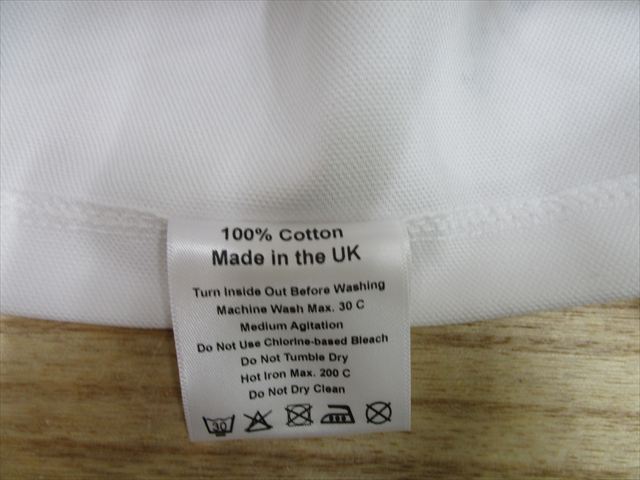 100% Cotton
Made in the UK
Turn Inside Out Before Washing
Machine Wash Max. 30 C
Medium Agitation
Do Not Use Chlorine-based Bleach
Do Not Tumble Dry
Hot Iron Max. 200 C
Do Not Dry Clean
30